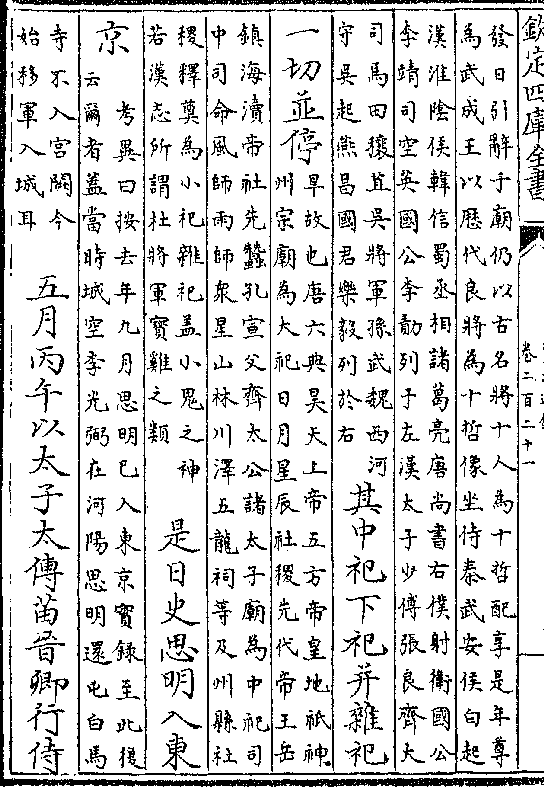 欽定四庫全書
卷二百二十一
發日引辭于廟仍以古名將十人為十哲配享是年尊
為武成王以歷代良將為十哲像坐侍秦武安侯白起
漢淮陰侯韓信蜀丞相諸葛亮唐尚書右僕射衛國公
李靖司空英國公李勣列于左漢太子少傅張良齊大
司馬田穰苴吳將軍孫武魏西河
守吳起燕昌國君樂毅列於右
其中祀下祀并雜祀
一切並停
旱故也唐六典昊天上帝五方帝皇地祇神
州宗廟為大祀日月星辰社稷先代帝王岳
鎮海瀆帝社先蠶孔宣父齊太公諸太子廟為中祀司
中司命風師雨師衆星山林川澤五龍祠等及州縣社
稷釋奠為小祀雜祀盖小鬼之神
若漢志所謂杜將軍寳雞之類
是日史思明入東
京
考異曰按去年九月思明已入東京實録至此復
云爾者蓋當時城空李光弼在河陽思明還屯白馬
寺不入宮闕今
始移軍入城耳
五月丙午以太子太傅苗晉卿行侍